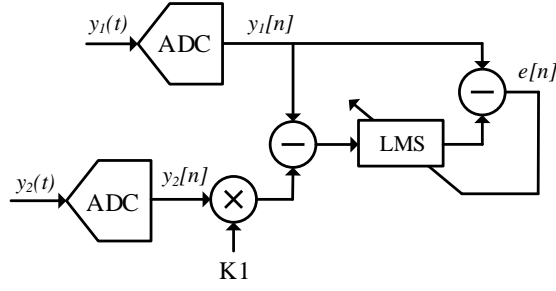 y1(t)
ADC
y1[n]
e[n]
LMS
y2(t)
ADC
y2[n]
K1